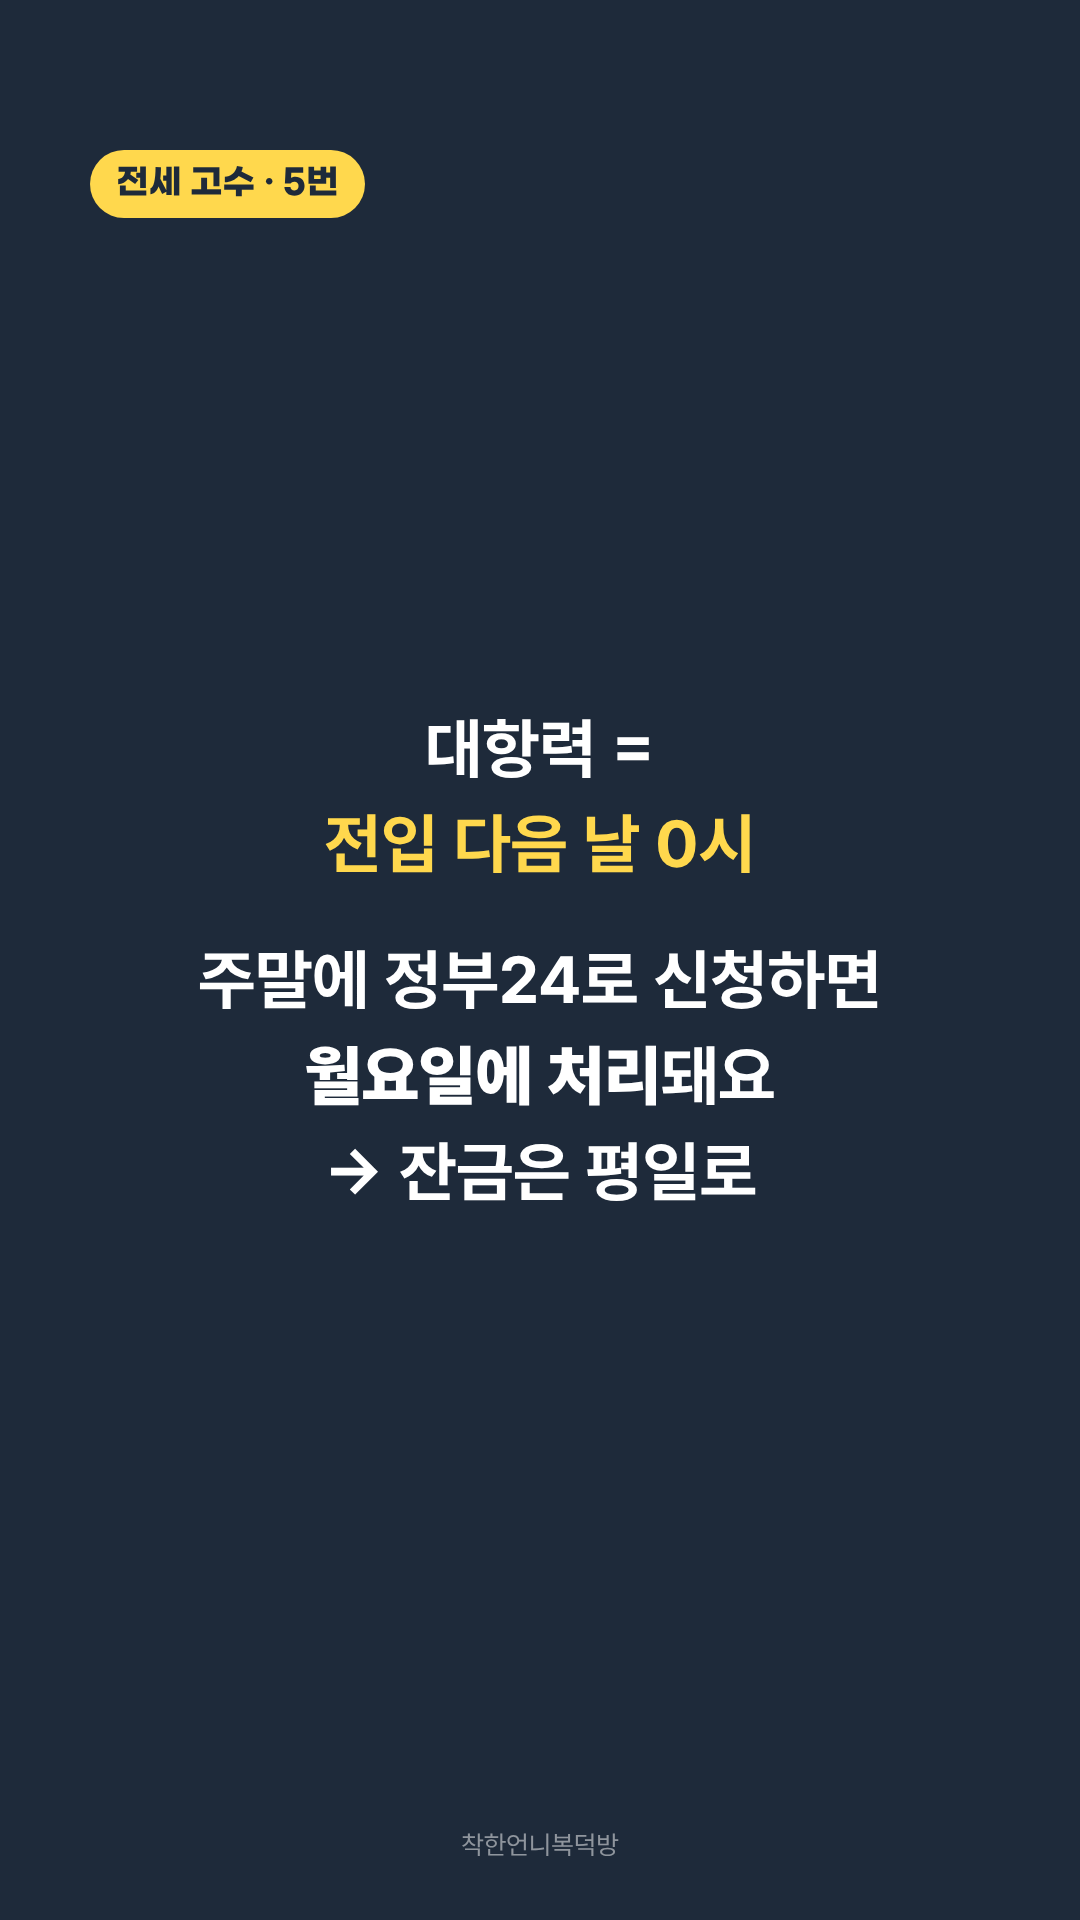 전세 고수 · 5번
대항력 =
전입 다음 날 0시
주말에 정부24로 신청하면
월요일에 처리돼요
→ 잔금은 평일로
착한언니복덕방